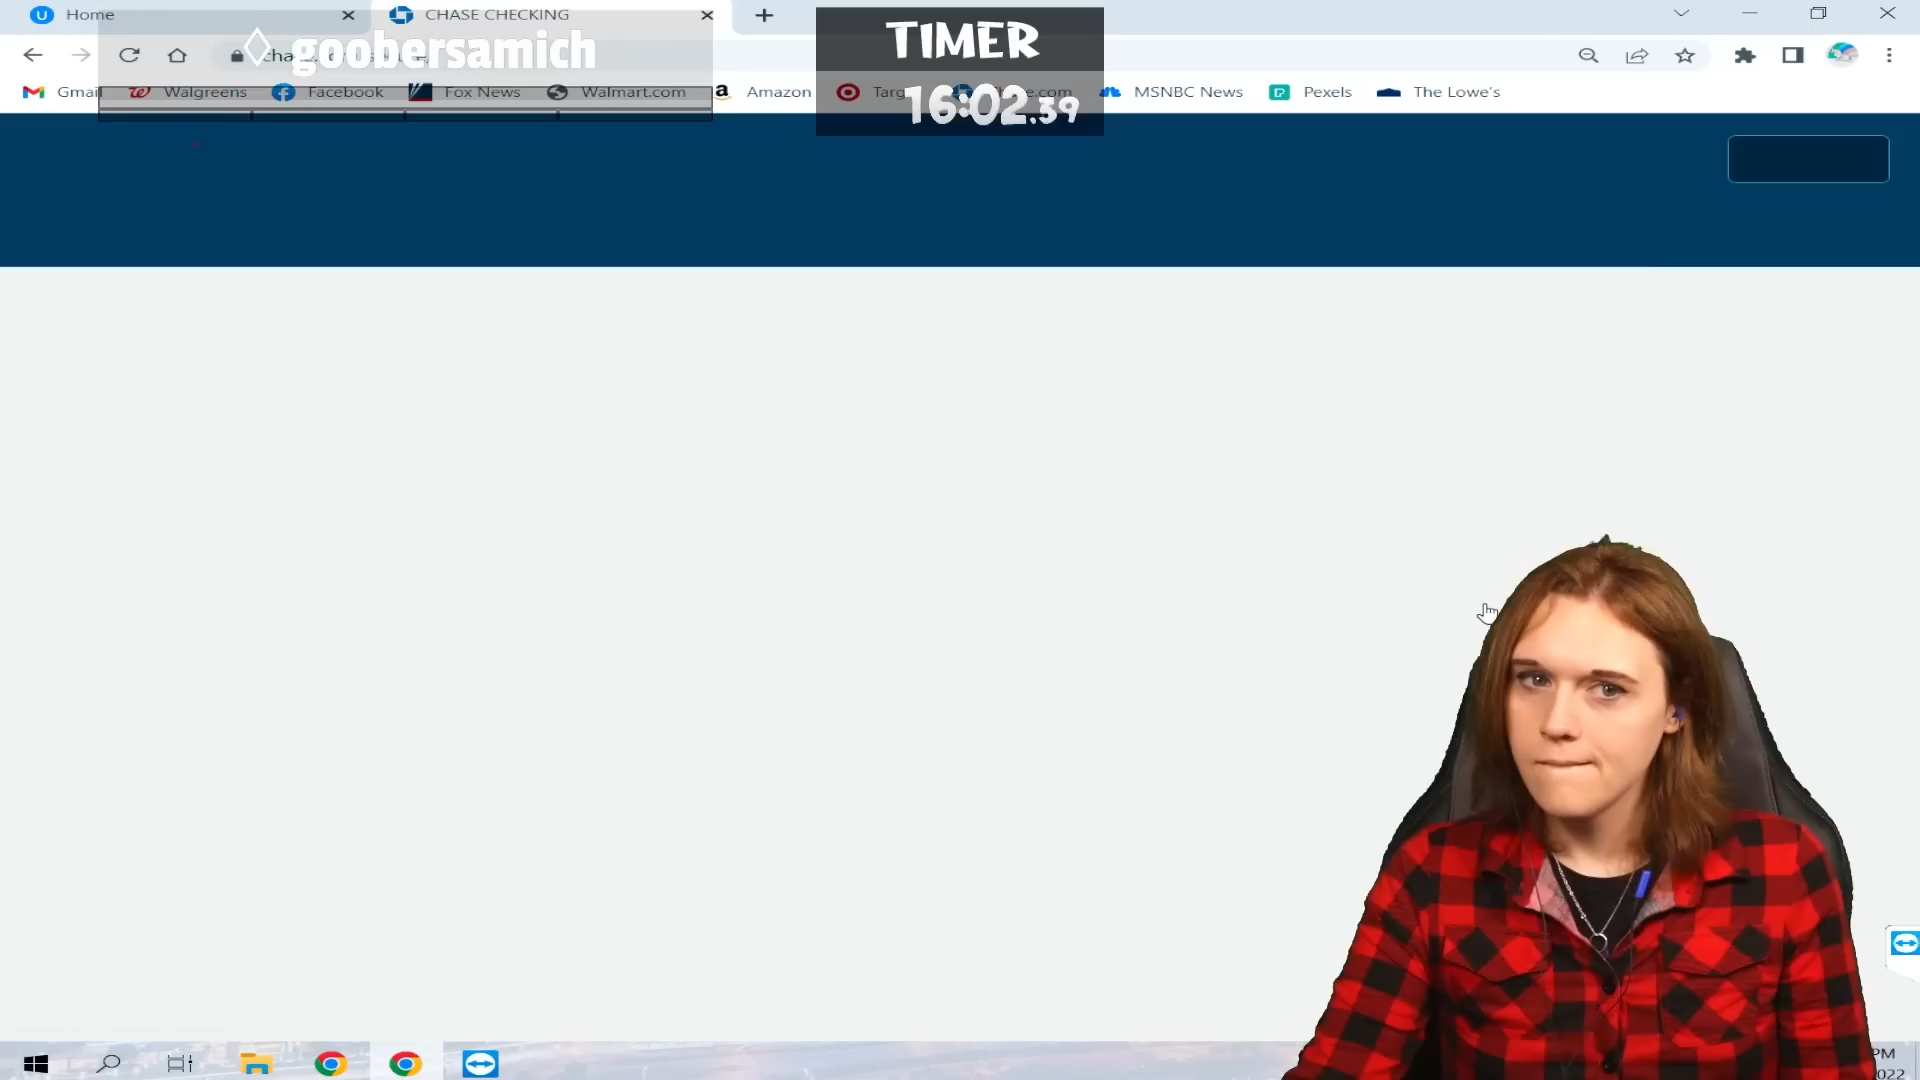 Home
CHASE CHECKING
goobersamich
TIMER
16:02.39
Gmail
Walgreens
Facebook
Fox News
Walmart.com
Amazon
MSNBC News
Pexels
The Lowe's
PM
2022